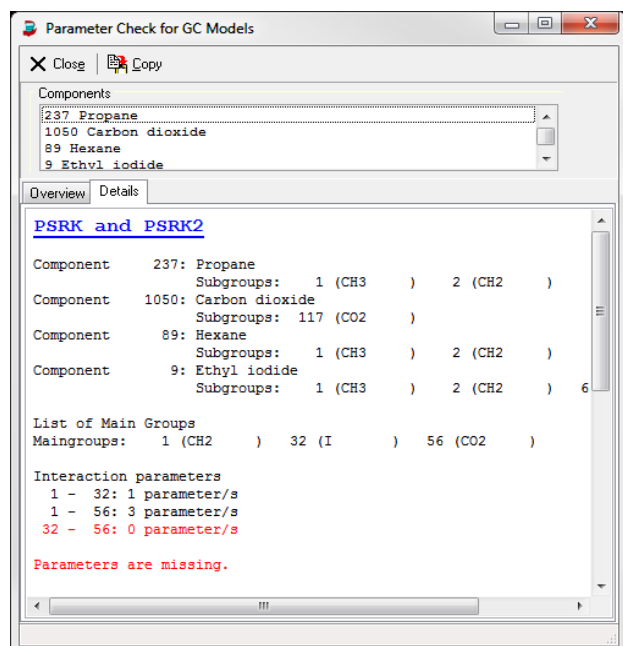 Parameter Check for GC Models
Close Copy
Components
237 Propane
1050 Carbon dioxide
89 Hexane
9 Ethyl iodide
Overview Details
PSRK and PSRK2
Component 237: Propane
Subgroups: 1 (CH3 ) 2 (CH2 )
Component 1050: Carbon dioxide
Subgroups: 117 (CO2 )
Component 89: Hexane
Subgroups: 1 (CH3 ) 2 (CH2 )
Component 9: Ethyl iodide
Subgroups: 1 (CH3 ) 2 (CH2 ) 6
List of Main Groups
Maingroups: 1 (CH2 ) 32 (I ) 56 (CO2 )
Interaction parameters
1 - 32: 1 parameter/s
1 - 56: 3 parameter/s
32 - 56: 0 parameter/s
Parameters are missing.